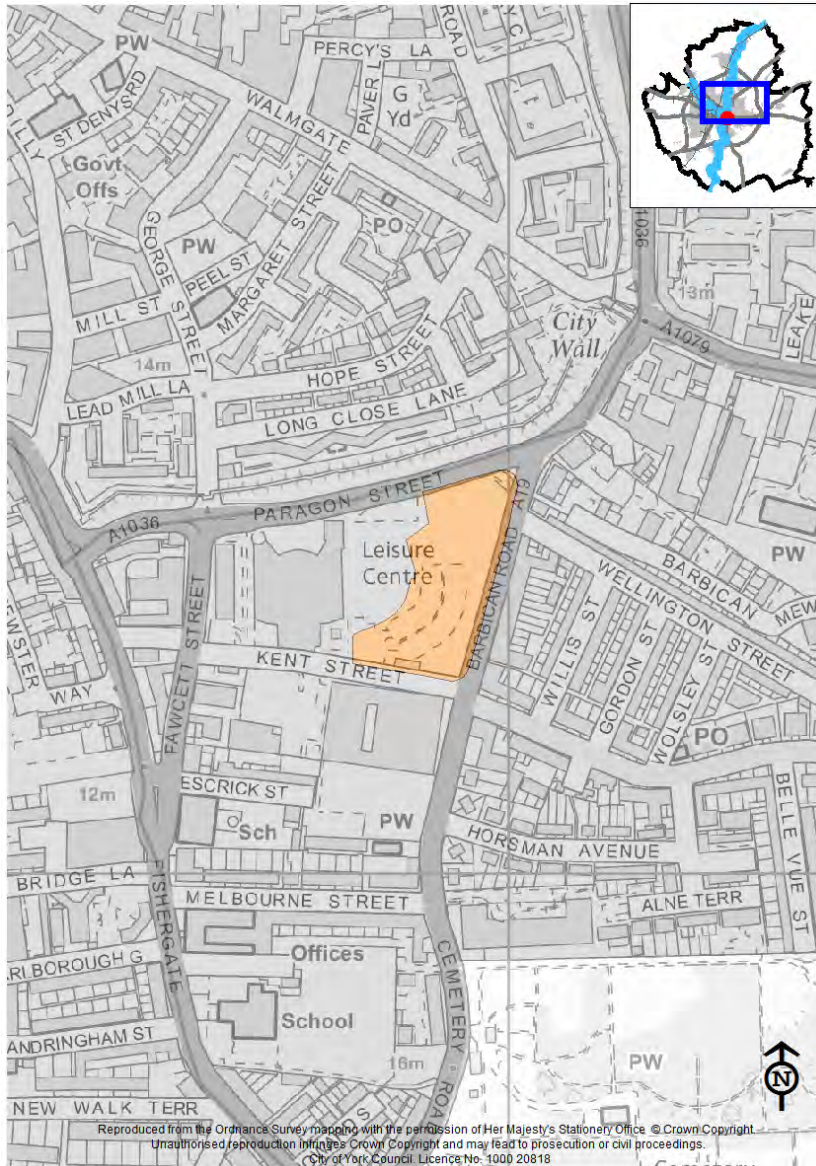 PW
PERCY'S LA
ROAD
ST DENYS RD
PAVER L
G
Yd
WALMGATE
Govt
Offs
GEORGE STREET
MARGARET STREET
PO
PW
PEEL ST
MILL ST
City
Wall
1036
13m
A1079
LEAKE
14m
HOPE STREET
LEAD MILL LA
LONG CLOSE LANE
PARAGON STREET
A1036
A19
Leisure
Centre
BARBICAN ROAD
PW
BARBICAN MEW
WELLINGTON STREET
FAWCETT STREET
KENT STREET
WILLIS ST
GORDON ST
WOLSLEY ST
WAY
PO
12m
ESCRICK ST
Sch
PW
BELLE VUE ST
HORSMAN AVENUE
BRIDGE LA
FISHERGATE
MELBOURNE STREET
ALNE TERR
ARLBOROUGH G
Offices
CEMETERY ROA
School
ANDRINGHAM ST
16m
PW
N
NEW WALK TERR
Reproduced from the Ordnance Survey mapping with the permission of Her Majesty's Stationery Office © Crown Copyright.
Unauthorised reproduction infringes Crown Copyright and may lead to prosecution or civil proceedings.
City of York Council. Licence No. 1000 20818